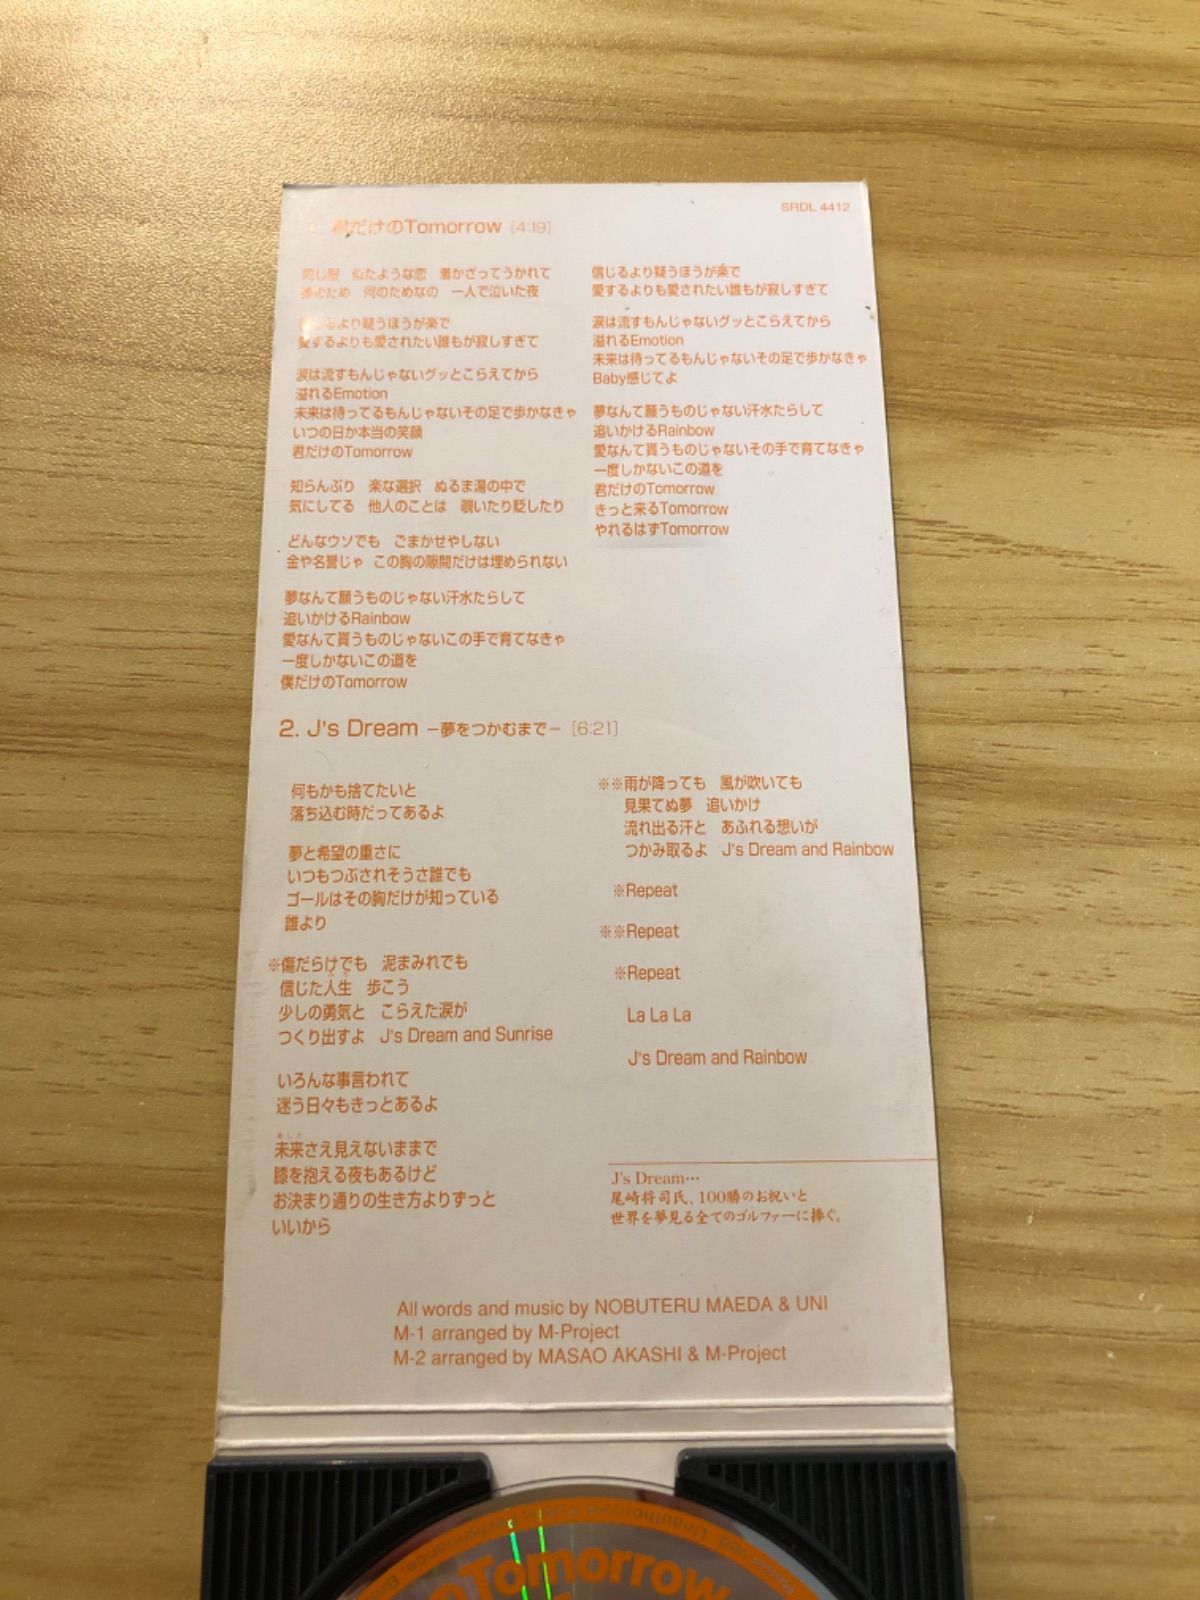 SRDL 4412
君だけのTomorrow [4:19]
同じ服　似たような恋　着かざってうかれて
のため　何のためなの　一人で泣いた夜
信じるより疑うほうが楽で
愛するよりも愛されたい誰もが寂しすぎて
涙は流すもんじゃないグッとこらえてから
溢れるEmotion
未来は待ってるもんじゃないその足で歩かなきゃ
いつの日か本当の笑顔
君だけのTomorrow
知らんぷり　楽な選択　ぬるま湯の中で
気にしてる　他人のことは　覗いたり貶したり
どんなウソでも　ごまかせやしない
金や名誉じゃ　この胸の隙間だけは埋められない
夢なんて願うものじゃない汗水たらして
追いかけるRainbow
愛なんて貰うものじゃないこの手で育てなきゃ
一度しかないこの道を
僕だけのTomorrow
信じるより疑うほうが楽で
愛するよりも愛されたい誰もが寂しすぎて
涙は流すもんじゃないグッとこらえてから
溢れるEmotion
未来は待ってるもんじゃないその足で歩かなきゃ
Baby感じてよ
夢なんて願うものじゃない汗水たらして
追いかけるRainbow
愛なんて貰うものじゃないその手で育てなきゃ
一度しかないこの道を
君だけのTomorrow
きっと来るTomorrow
やれるはずTomorrow
2. J's Dream －夢をつかむまで－ [6:21]
何もかも捨てたいと
落ち込む時だってあるよ
夢と希望の重さに
いつもつぶされそうさ誰でも
ゴールはその胸だけが知っている
誰より
※傷だらけでも　泥まみれでも
信じた人生　歩こう
少しの勇気と　こらえた涙が
つくり出すよ　J's Dream and Sunrise
いろんな事言われて
迷う日々もきっとあるよ
あした
未来さえ見えないままで
膝を抱える夜もあるけど
お決まり通りの生き方よりずっと
いいから
※※雨が降っても　風が吹いても
見果てぬ夢　追いかけ
流れ出る汗と　あふれる想いが
つかみ取るよ　J's Dream and Rainbow
※Repeat
※※Repeat
※Repeat
La La La
J's Dream and Rainbow
J's Dream…
尾崎将司氏、100勝のお祝いと
世界を夢見る全てのゴルファーに捧ぐ。
All words and music by NOBUTERU MAEDA & UNI
M-1 arranged by M-Project
M-2 arranged by MASAO AKASHI & M-Project
Unauthorised
Tomorrow